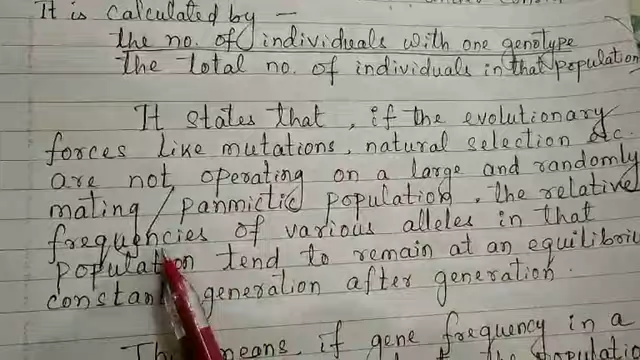 It is calculated by -
the no. of individuals with one genotype
The total no. of individuals in that population
It states that, if the evolutionary
forces like mutations, natural selection etc.
are not operating on a large and randomly
mating / panmictic population, the relative
frequencies of various alleles in that
population tend to remain at an equilibriu
constant generation after generation.
means, if gene frequency in a